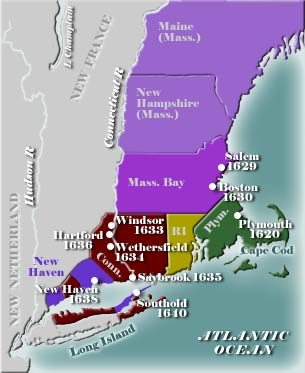 Maine
(Mass.)
L Champlain
NEW FRANCE
Connecticut R
New
Hampshire
(Mass.)
Hudson R
Salem
1629
Mass. Bay
Boston
1630
NEW NETHERLAND
Windsor
1633
Hartford
1636
Wethersfield
1634
RI
Plym.
Plymouth
1620
Cape Cod
New
Haven
Conn.
Saybrook 1635
New Haven
1638
Southold
1640
Long Island
ATLANTIC
OCEAN